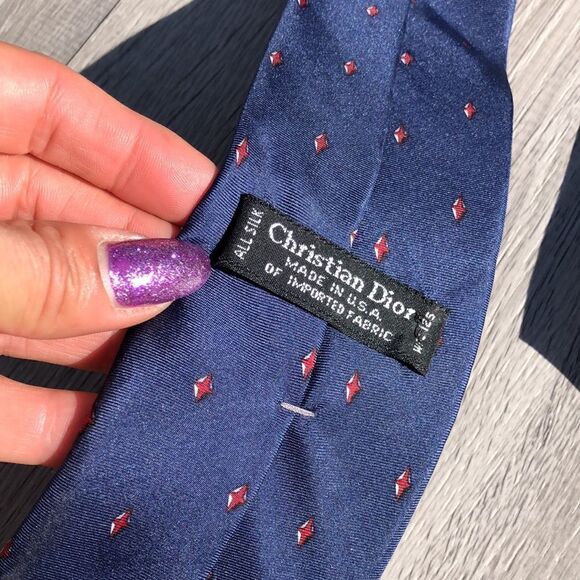 ALL SILK
Christian Dior
MADE IN U.S.A.
OF IMPORTED FABRIC